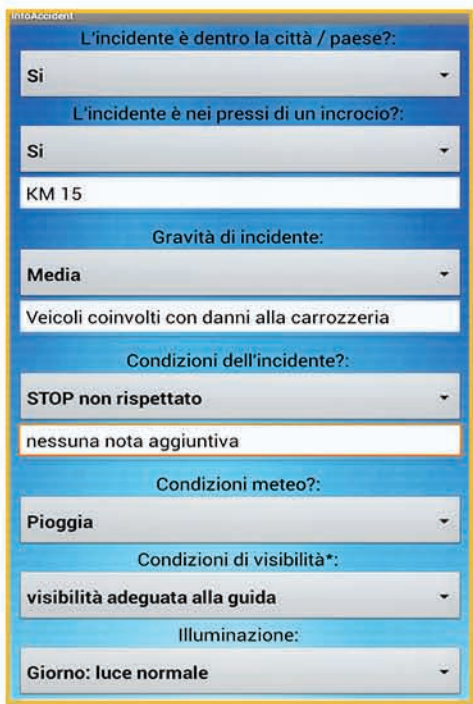 InfoAccident
L'incidente è dentro la città / paese?:
Si
L'incidente è nei pressi di un incrocio?:
Si
KM 15
Gravità di incidente:
Media
Veicoli coinvolti con danni alla carrozzeria
Condizioni dell'incidente?:
STOP non rispettato
nessuna nota aggiuntiva
Condizioni meteo?:
Pioggia
Condizioni di visibilità*:
visibilità adeguata alla guida
Illuminazione:
Giorno: luce normale